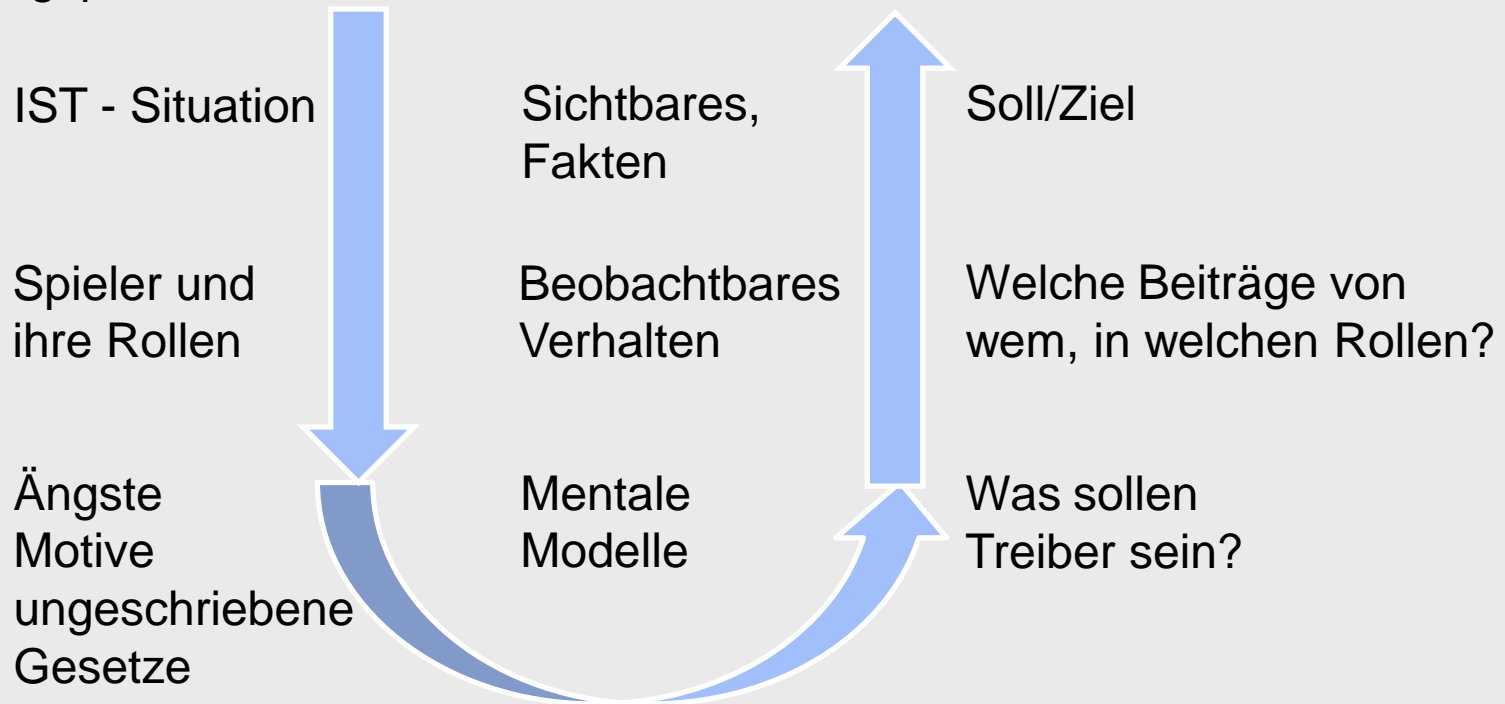 IST - Situation
Sichtbares,
Fakten
Soll/Ziel
Spieler und
ihre Rollen
Beobachtbares
Verhalten
Welche Beiträge von
wem, in welchen Rollen?
Ängste
Motive
ungeschriebene
Gesetze
Mentale
Modelle
Was sollen
Treiber sein?